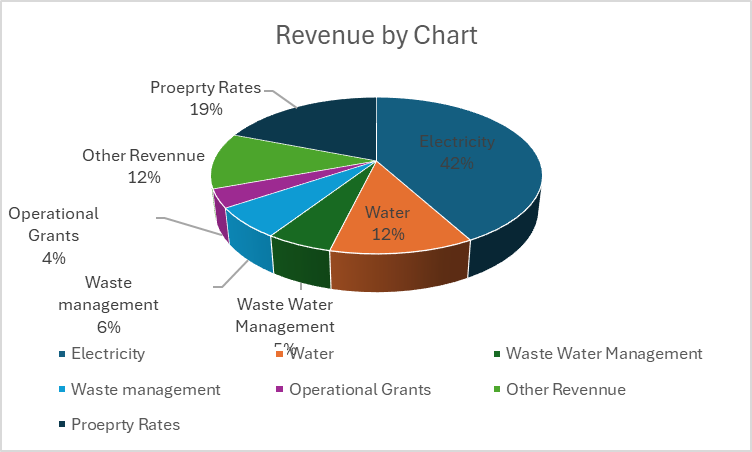 Revenue by Chart
Proeprty Rates
19%
Electricity
42%
Other Revennue
12%
Operational
Grants
4%
Water
12%
Waste
management
6%
Waste Water
Management
5%
Electricity
Water
Waste Water Management
Waste management
Operational Grants
Other Revennue
Proeprty Rates